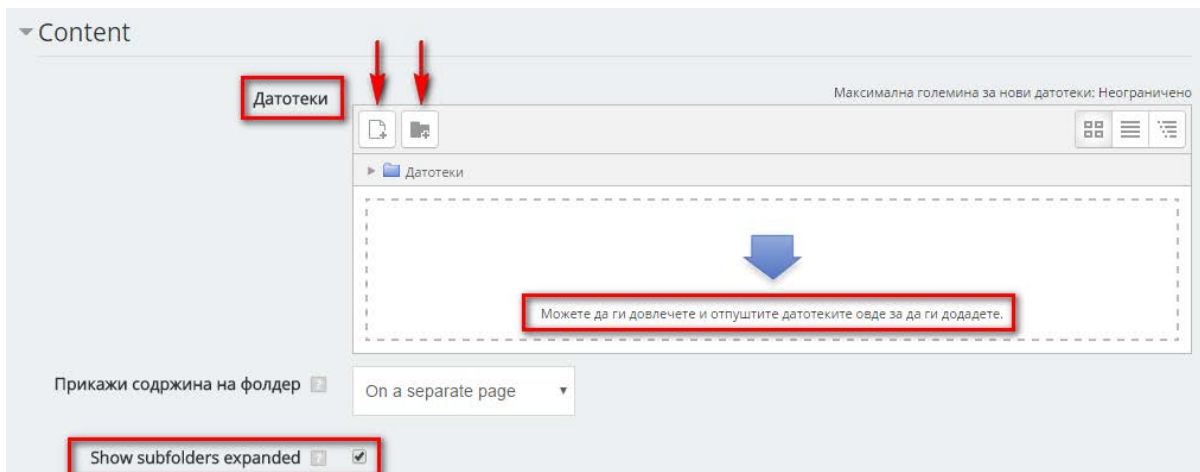 Content
Датотеки
Максимална големина за нови датотеки: Неограничено
Датотеки
Можете да ги довлечете и отпуштите датотеките овде за да ги додадете.
Прикажи содржина на фолдер
On a separate page
Show subfolders expanded